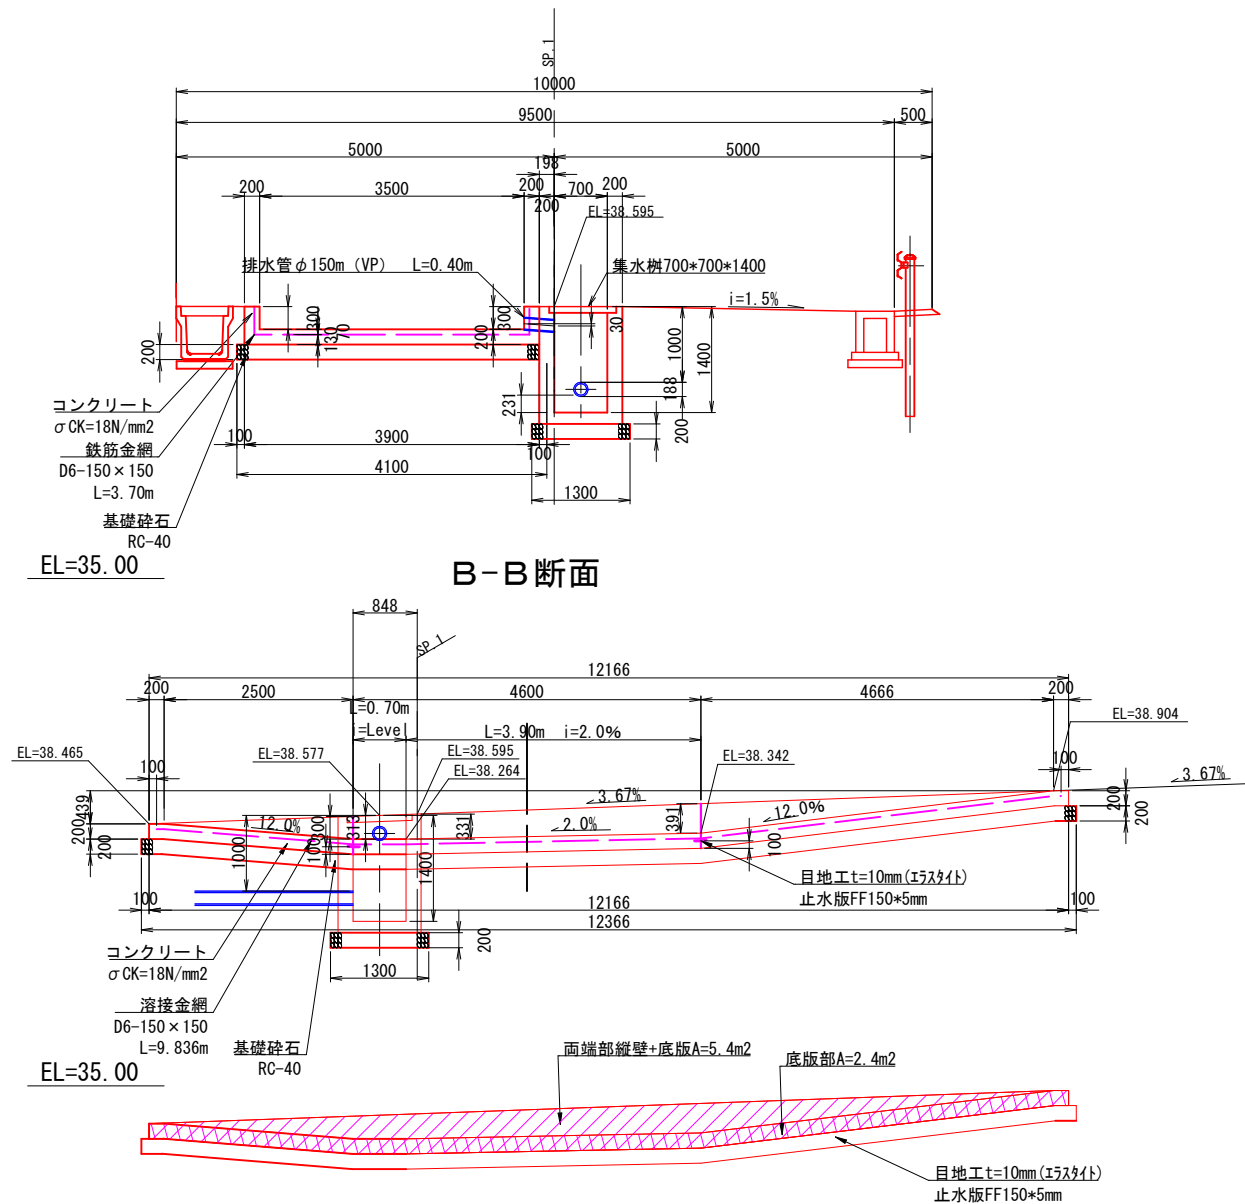 SP.1
10000
9500
500
5000
5000
198
200
3500
200
700
200
200
EL=38.595
排水管φ150m (VP) L=0.40m
集水桝700*700*1400
i=1.5%
300
130
70
300
200
30
1000
1400
188
231
200
200
コンクリート
σCK=18N/mm2
鉄筋金網
D6-150×150
L=3.70m
基礎砕石
RC-40
100
3900
100
4100
1300
EL=35.00
B-B断面
848
SP.1
12166
200
2500
4600
4666
200
L=0.70m
i=Level
L=3.90m i=2.0%
EL=38.904
EL=38.465
EL=38.577
EL=38.595
EL=38.264
EL=38.342
100
100
3.67%
3.67%
439
200
200
12.0%
300
100
313
1000
1400
331
2.0%
391
12.0%
100
200
200
目地工t=10mm(エラスタイト)
止水版FF150*5mm
100
12166
100
12366
200
1300
コンクリート
σCK=18N/mm2
溶接金網
D6-150×150
L=9.836m
基礎砕石
RC-40
EL=35.00
両端部縦壁+底版A=5.4m2
底版部A=2.4m2
目地工t=10mm(エラスタイト)
止水版FF150*5mm